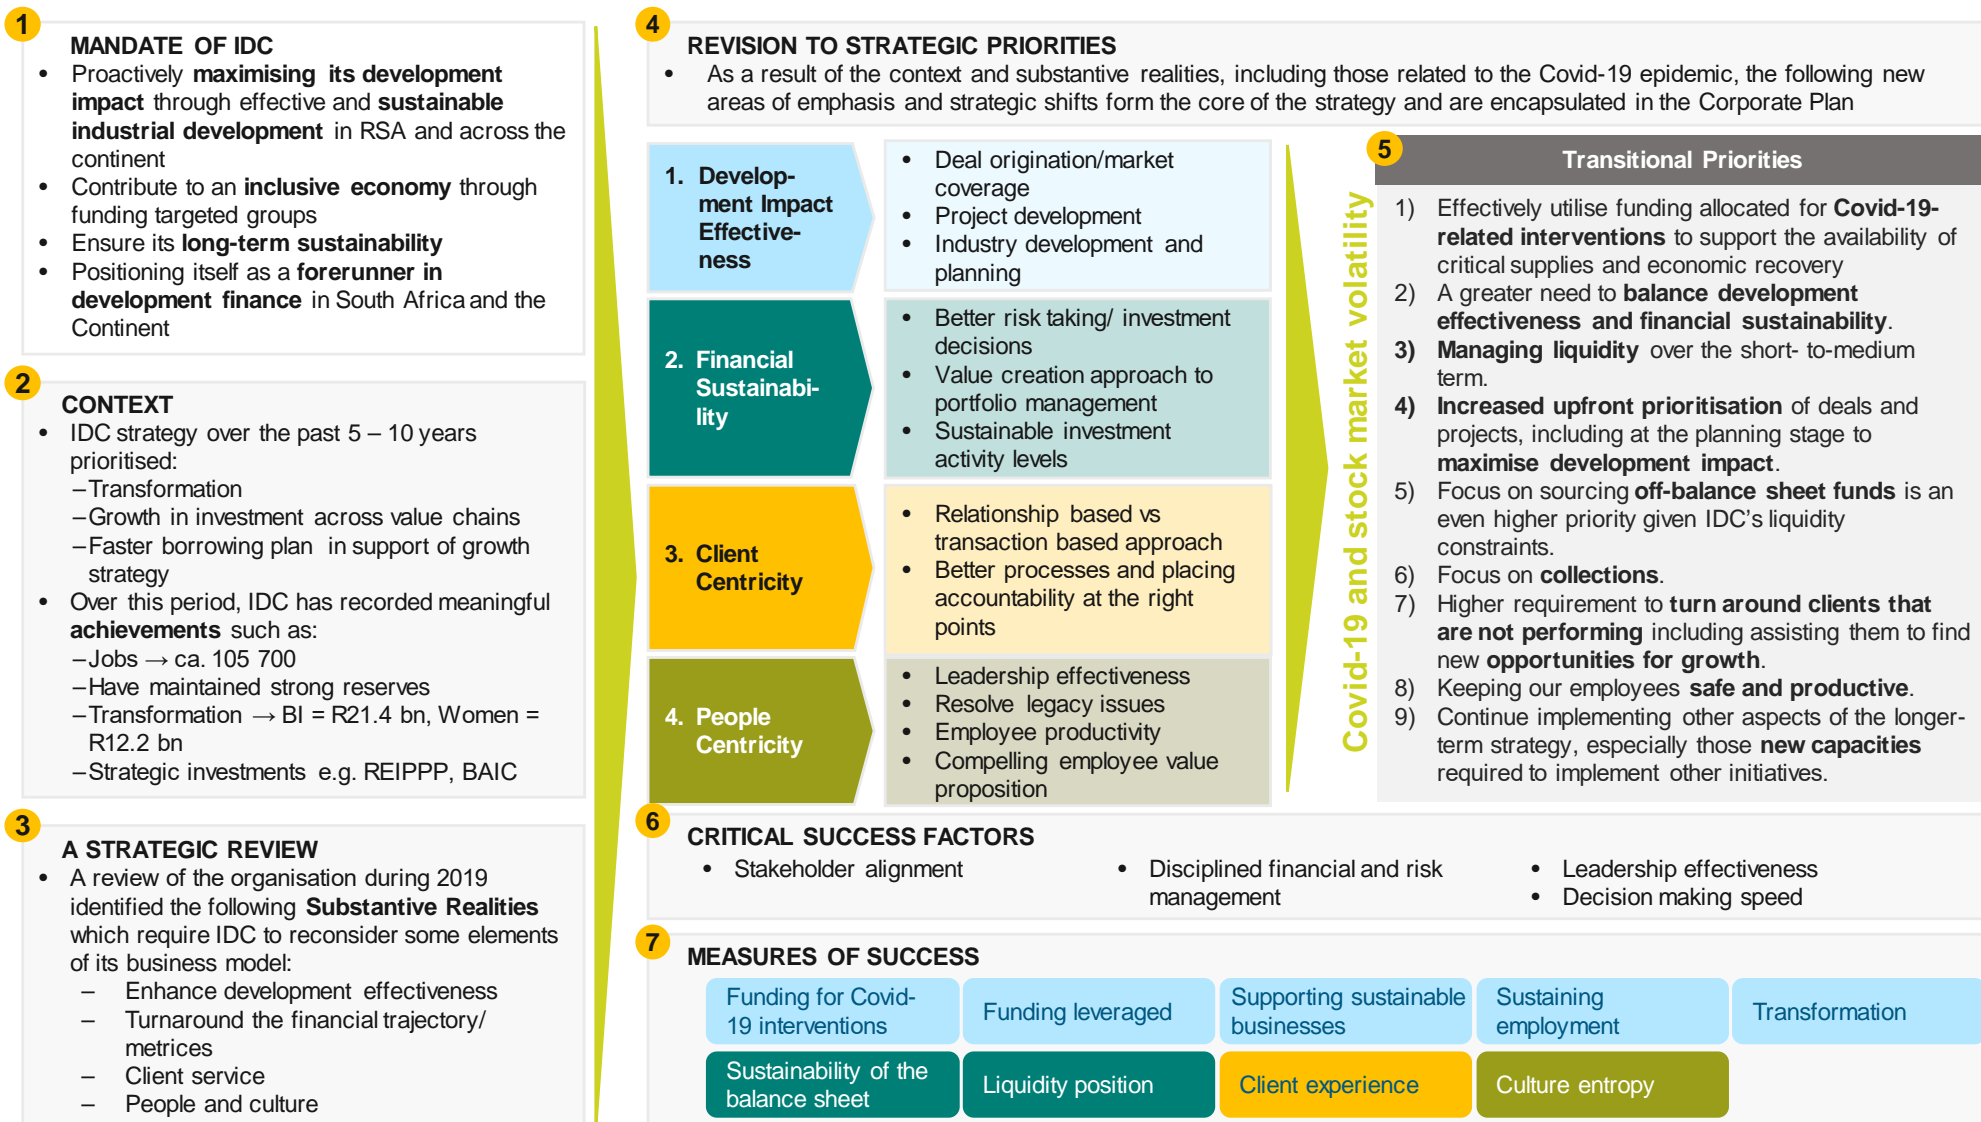 1
MANDATE OF IDC
• Proactively maximising its development
impact through effective and sustainable
industrial development in RSA and across the
continent
• Contribute to an inclusive economy through
funding targeted groups
• Ensure its long-term sustainability
• Positioning itself as a forerunner in
development finance in South Africa and the
Continent
2
CONTEXT
• IDC strategy over the past 5 – 10 years
prioritised:
–Transformation
–Growth in investment across value chains
–Faster borrowing plan in support of growth
strategy
• Over this period, IDC has recorded meaningful
achievements such as:
–Jobs → ca. 105 700
–Have maintained strong reserves
–Transformation → BI = R21.4 bn, Women =
R12.2 bn
–Strategic investments e.g. REIPPP, BAIC
3
A STRATEGIC REVIEW
• A review of the organisation during 2019
identified the following Substantive Realities
which require IDC to reconsider some elements
of its business model:
– Enhance development effectiveness
– Turnaround the financial trajectory/
metrices
– Client service
– People and culture
4
REVISION TO STRATEGIC PRIORITIES
• As a result of the context and substantive realities, including those related to the Covid-19 epidemic, the following new
areas of emphasis and strategic shifts form the core of the strategy and are encapsulated in the Corporate Plan
1. Develop-
ment Impact
Effective-
ness
• Deal origination/market
coverage
• Project development
• Industry development and
planning
2. Financial
Sustainabi-
lity
• Better risk taking/ investment
decisions
• Value creation approach to
portfolio management
• Sustainable investment
activity levels
3. Client
Centricity
• Relationship based vs
transaction based approach
• Better processes and placing
accountability at the right
points
4. People
Centricity
• Leadership effectiveness
• Resolve legacy issues
• Employee productivity
• Compelling employee value
proposition
Covid-19 and stock market volatility
5
Transitional Priorities
1) Effectively utilise funding allocated for Covid-19-
related interventions to support the availability of
critical supplies and economic recovery
2) A greater need to balance development
effectiveness and financial sustainability.
3) Managing liquidity over the short- to-medium
term.
4) Increased upfront prioritisation of deals and
projects, including at the planning stage to
maximise development impact.
5) Focus on sourcing off-balance sheet funds is an
even higher priority given IDC's liquidity
constraints.
6) Focus on collections.
7) Higher requirement to turn around clients that
are not performing including assisting them to find
new opportunities for growth.
8) Keeping our employees safe and productive.
9) Continue implementing other aspects of the longer-
term strategy, especially those new capacities
required to implement other initiatives.
6
CRITICAL SUCCESS FACTORS
• Stakeholder alignment
• Disciplined financial and risk
management
• Leadership effectiveness
• Decision making speed
7
MEASURES OF SUCCESS
Funding for Covid-
19 interventions
Funding leveraged
Supporting sustainable
businesses
Sustaining
employment
Transformation
Sustainability of the
balance sheet
Liquidity position
Client experience
Culture entropy